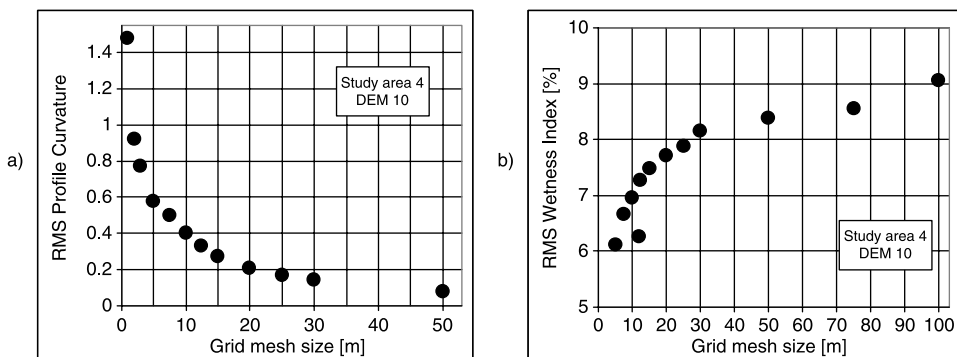 a)
RMS Profile Curvature
1.4
1.2
1
0.8
0.6
0.4
0.2
0
Study area 4
DEM 10
0 10 20 30 40 50
Grid mesh size [m]
b)
RMS Wetness Index [%]
10
9
8
7
6
5
Study area 4
DEM 10
0 10 20 30 40 50 60 70 80 90 100
Grid mesh size [m]